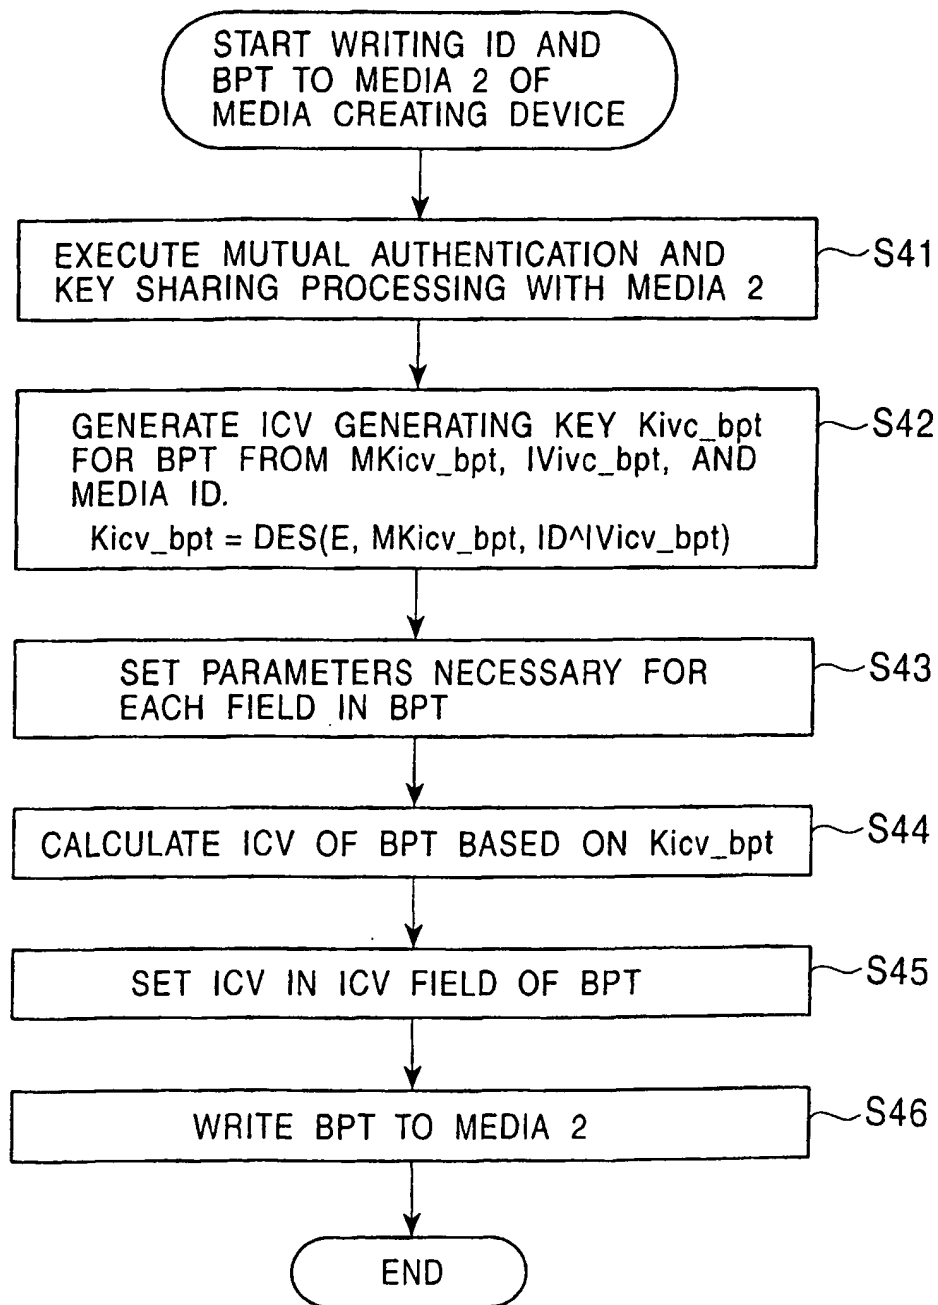 START WRITING ID AND
BPT TO MEDIA 2 OF
MEDIA CREATING DEVICE
EXECUTE MUTUAL AUTHENTICATION AND
KEY SHARING PROCESSING WITH MEDIA 2
S41
GENERATE ICV GENERATING KEY Kivc_bpt
FOR BPT FROM MKicv_bpt, IVivc_bpt, AND
MEDIA ID.
Kicv_bpt = DES(E, MKicv_bpt, ID^IVicv_bpt)
S42
SET PARAMETERS NECESSARY FOR
EACH FIELD IN BPT
S43
CALCULATE ICV OF BPT BASED ON Kicv_bpt
S44
SET ICV IN ICV FIELD OF BPT
S45
WRITE BPT TO MEDIA 2
S46
END